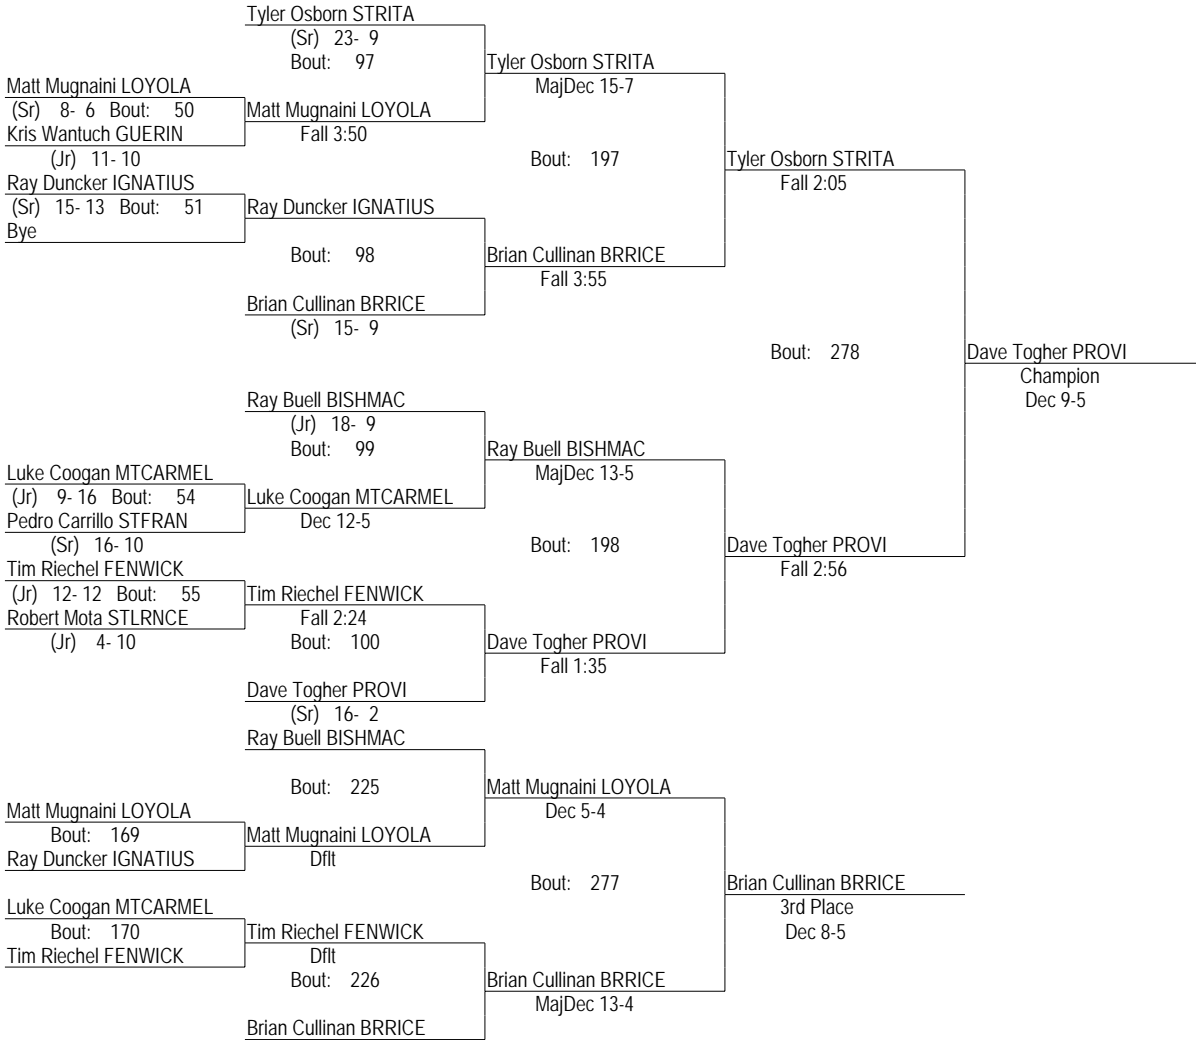 Tyler Osborn STRITA
(Sr) 23- 9
Bout: 97
Tyler Osborn STRITA
MajDec 15-7
Matt Mugnaini LOYOLA
(Sr) 8- 6 Bout: 50
Matt Mugnaini LOYOLA
Fall 3:50
Kris Wantuch GUERIN
(Jr) 11- 10
Bout: 197
Tyler Osborn STRITA
Fall 2:05
Ray Duncker IGNATIUS
(Sr) 15- 13 Bout: 51
Ray Duncker IGNATIUS
Bye
Bout: 98
Brian Cullinan BRRICE
Fall 3:55
Brian Cullinan BRRICE
(Sr) 15- 9
Bout: 278
Dave Togher PROVI
Champion
Dec 9-5
Ray Buell BISHMAC
(Jr) 18- 9
Bout: 99
Ray Buell BISHMAC
MajDec 13-5
Luke Coogan MTCARMEL
(Jr) 9- 16 Bout: 54
Luke Coogan MTCARMEL
Dec 12-5
Pedro Carrillo STFRAN
(Sr) 16- 10
Bout: 198
Dave Togher PROVI
Fall 2:56
Tim Riechel FENWICK
(Jr) 12- 12 Bout: 55
Tim Riechel FENWICK
Fall 2:24
Robert Mota STLRNCE
(Jr) 4- 10
Bout: 100
Dave Togher PROVI
Fall 1:35
Dave Togher PROVI
(Sr) 16- 2
Ray Buell BISHMAC
Bout: 225
Matt Mugnaini LOYOLA
Dec 5-4
Matt Mugnaini LOYOLA
Bout: 169
Matt Mugnaini LOYOLA
Dflt
Ray Duncker IGNATIUS
Bout: 277
Brian Cullinan BRRICE
3rd Place
Dec 8-5
Luke Coogan MTCARMEL
Bout: 170
Tim Riechel FENWICK
Dflt
Tim Riechel FENWICK
Bout: 226
Brian Cullinan BRRICE
MajDec 13-4
Brian Cullinan BRRICE